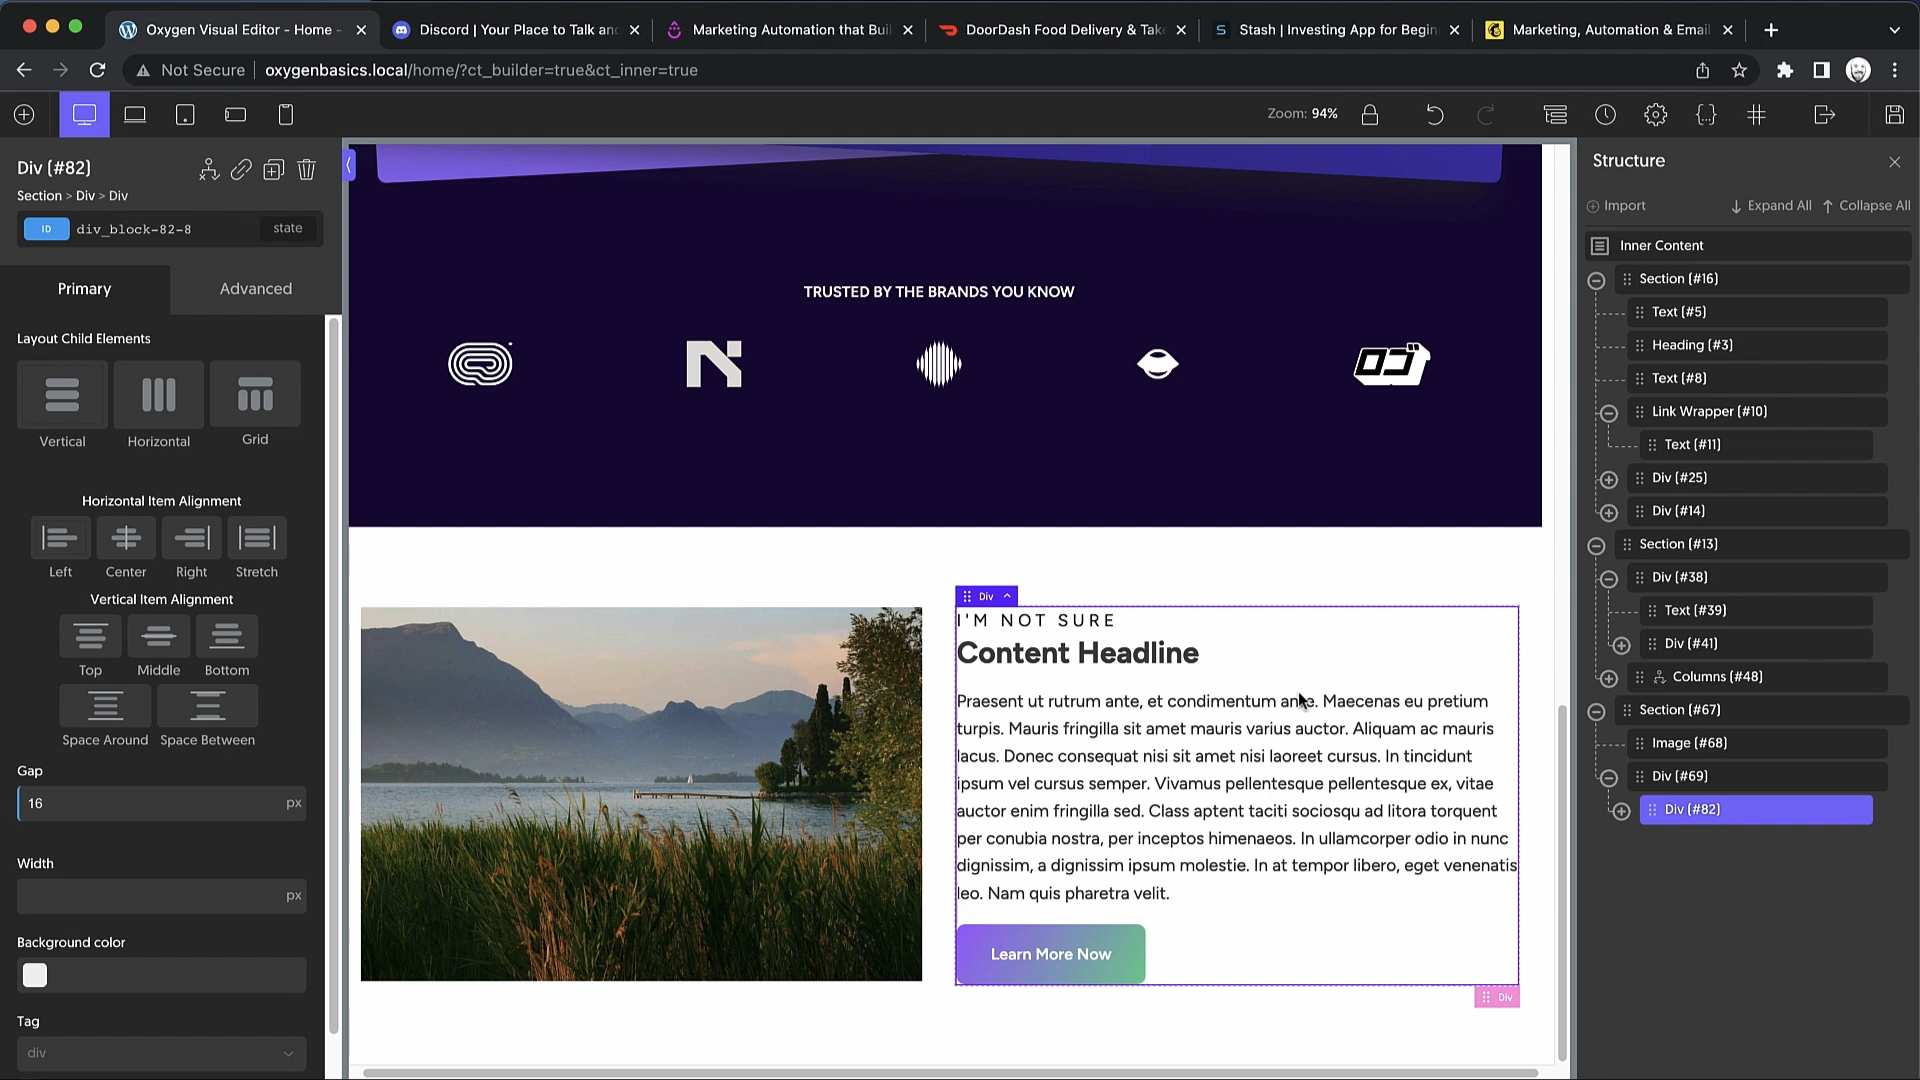 Oxygen Visual Editor - Home -
Discord | Your Place to Talk an
Marketing Automation that Bui
DoorDash Food Delivery & Take
Stash | Investing App for Begin
Marketing, Automation & Email
Not Secure
oxygenbasics.local/home/?ct_builder=true&ct_inner=true
Zoom: 94%
Div (#82)
Section > Div > Div
ID
div_block-82-8
state
Primary
Advanced
Layout Child Elements
Vertical
Horizontal
Grid
Horizontal Item Alignment
Left
Center
Right
Stretch
Vertical Item Alignment
Top
Middle
Bottom
Space Around
Space Between
Gap
16
px
Width
px
Background color
Tag
div
TRUSTED BY THE BRANDS YOU KNOW
Div
I'M NOT SURE
Content Headline
Praesent ut rutrum ante, et condimentum ante. Maecenas eu pretium
turpis. Mauris fringilla sit amet mauris varius auctor. Aliquam ac mauris
lacus. Donec consequat nisi sit amet nisi laoreet cursus. In tincidunt
ipsum vel cursus semper. Vivamus pellentesque pellentesque ex, vitae
auctor enim fringilla sed. Class aptent taciti sociosqu ad litora torquent
per conubia nostra, per inceptos himenaeos. In ullamcorper odio in nunc
dignissim, a dignissim ipsum molestie. In at tempor libero, eget venenatis
leo. Nam quis pharetra velit.
Learn More Now
Div
Structure
Import
Expand All
Collapse All
Inner Content
Section (#16)
Text (#5)
Heading (#3)
Text (#8)
Link Wrapper (#10)
Text (#11)
Div (#25)
Div (#14)
Section (#13)
Div (#38)
Text (#39)
Div (#41)
Columns (#48)
Section (#67)
Image (#68)
Div (#69)
Div (#82)